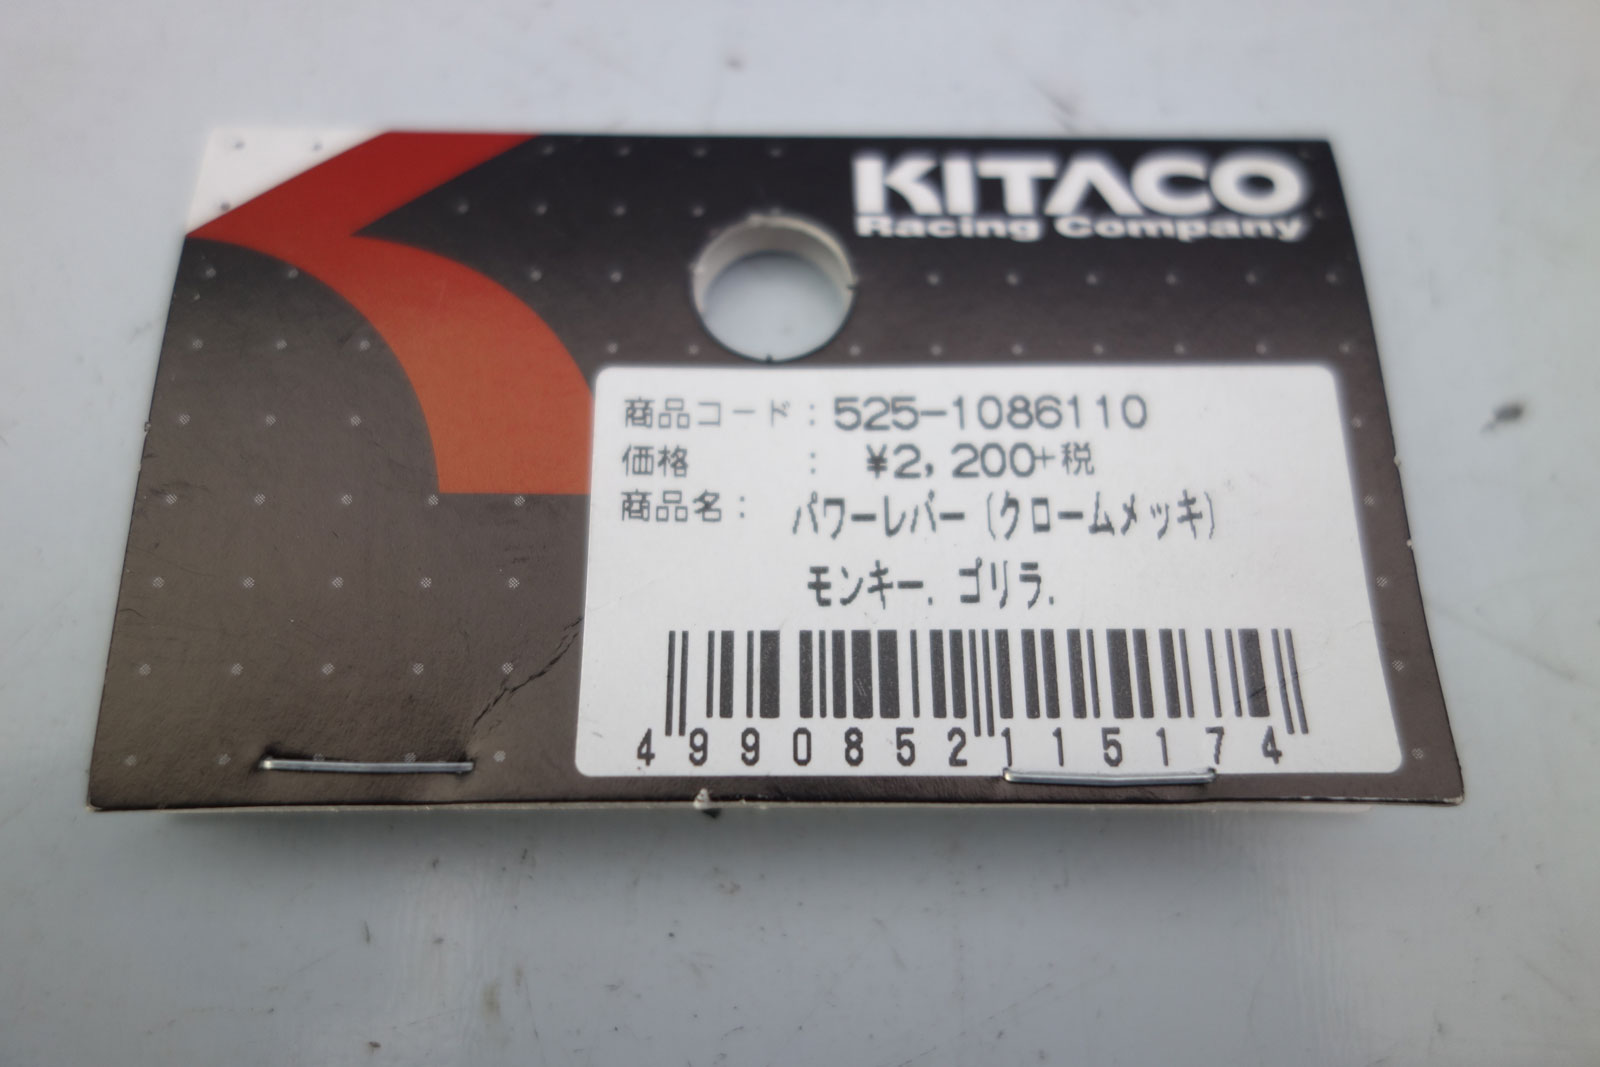 KITACO
Racing Company
商品コード：525-1086110
価格　　　：　¥2,200+税
商品名：　パワーレバー(クロームメッキ)
モンキー. ゴリラ.
4990852115174